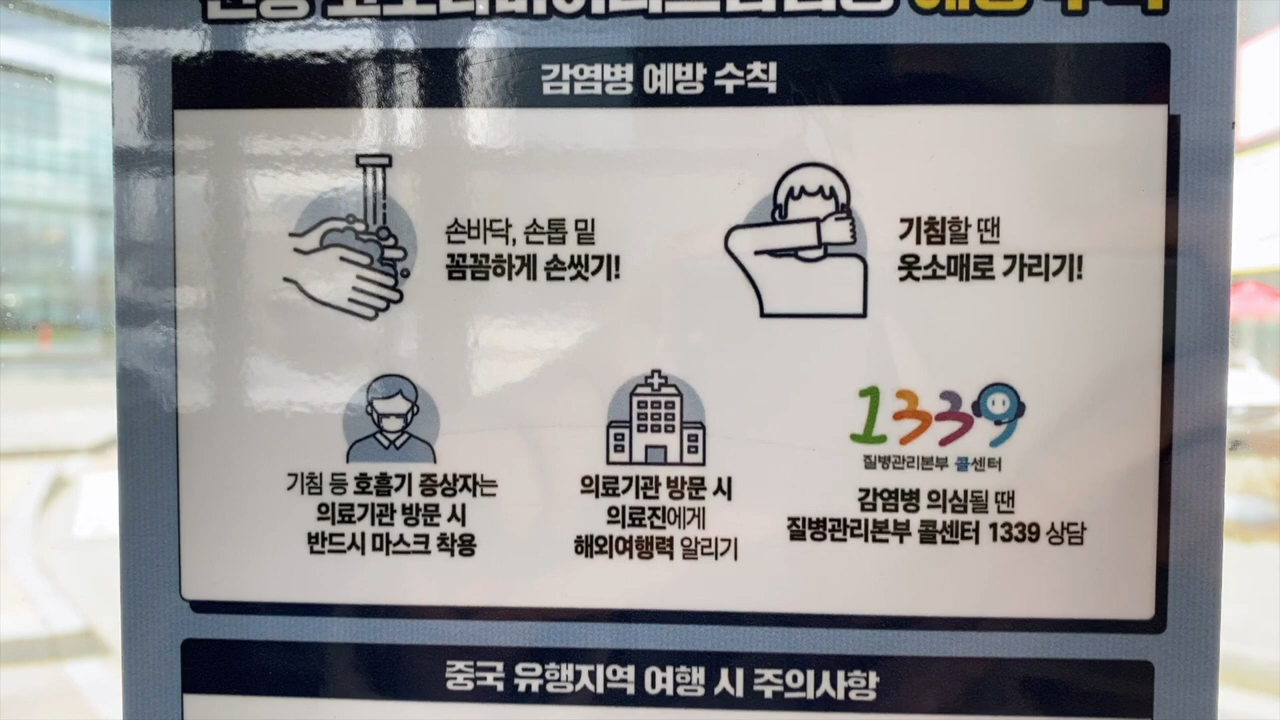 감염병 예방 수칙
손바닥, 손톱 밑
꼼꼼하게 손씻기!
기침할 땐
옷소매로 가리기!
기침 등 호흡기 증상자는
의료기관 방문 시
반드시 마스크 착용
의료기관 방문 시
의료진에게
해외여행력 알리기
1339
질병관리본부 콜센터
감염병 의심될 땐
질병관리본부 콜센터 1339 상담
중국 유행지역 여행 시 주의사항